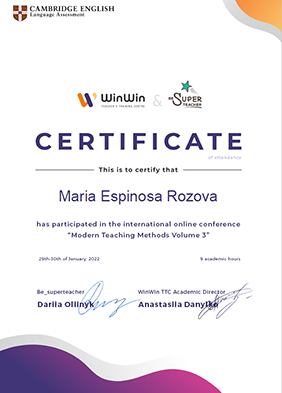 CAMBRIDGE ENGLISH
Language Assessment
WinWin
TEACHER'S TRAINING CENTRE
&
BE SUPER
TEACHER
CERTIFICATE
of attendance
This is to certify that
Maria Espinosa Rozova
has participated in the international online conference
“Modern Teaching Methods Volume 3”
29th-30th of January 2022
9 academic hours
Be_superteacher
WinWin TTC Academic Director
Dariia Oliinyk
Anastasiia Danylko